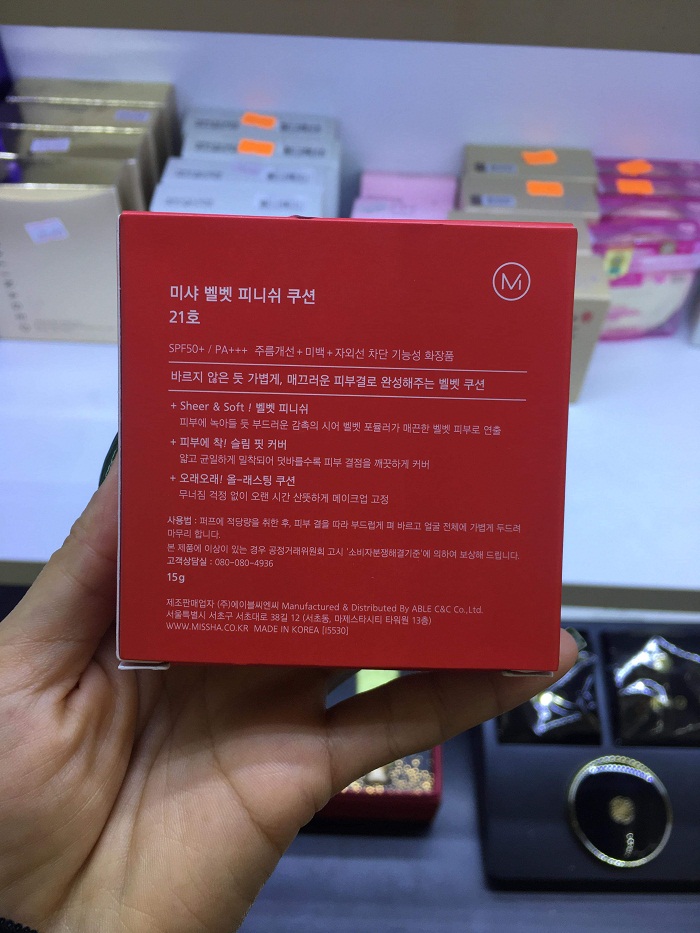 미샤 벨벳 피니쉬 쿠션
21호
SPF50+ / PA+++ 주름개선+미백+자외선 차단 기능성 화장품
바르지 않은 듯 가볍게, 매끄러운 피부결로 완성해주는 벨벳 쿠션
+ Sheer & Soft ! 벨벳 피니쉬
피부에 녹아들 듯 부드러운 감촉의 시어 벨벳 포뮬러가 매끈한 벨벳 피부로 연출
+ 피부에 착! 슬림 핏 커버
얇고 균일하게 밀착되어 덧바를수록 피부 결점을 깨끗하게 커버
+ 오래오래! 올-래스팅 쿠션
무너짐 걱정 없이 오랜 시간 산뜻하게 메이크업 고정
사용법 : 퍼프에 적당량을 취한 후, 피부 결을 따라 부드럽게 펴 바르고 얼굴 전체에 가볍게 두드려
마무리 합니다.
본 제품에 이상이 있는 경우 공정거래위원회 고시 '소비자분쟁해결기준'에 의하여 보상해 드립니다.
고객상담실 : 080-080-4936
15g
제조판매업자 (주)에이블씨엔씨 Manufactured & Distributed By ABLE C&C Co.,Ltd.
서울특별시 서초구 서초대로 38길 12 (서초동, 마제스타시티 타워원 13층)
WWW.MISSHA.CO.KR MADE IN KOREA [I5530]